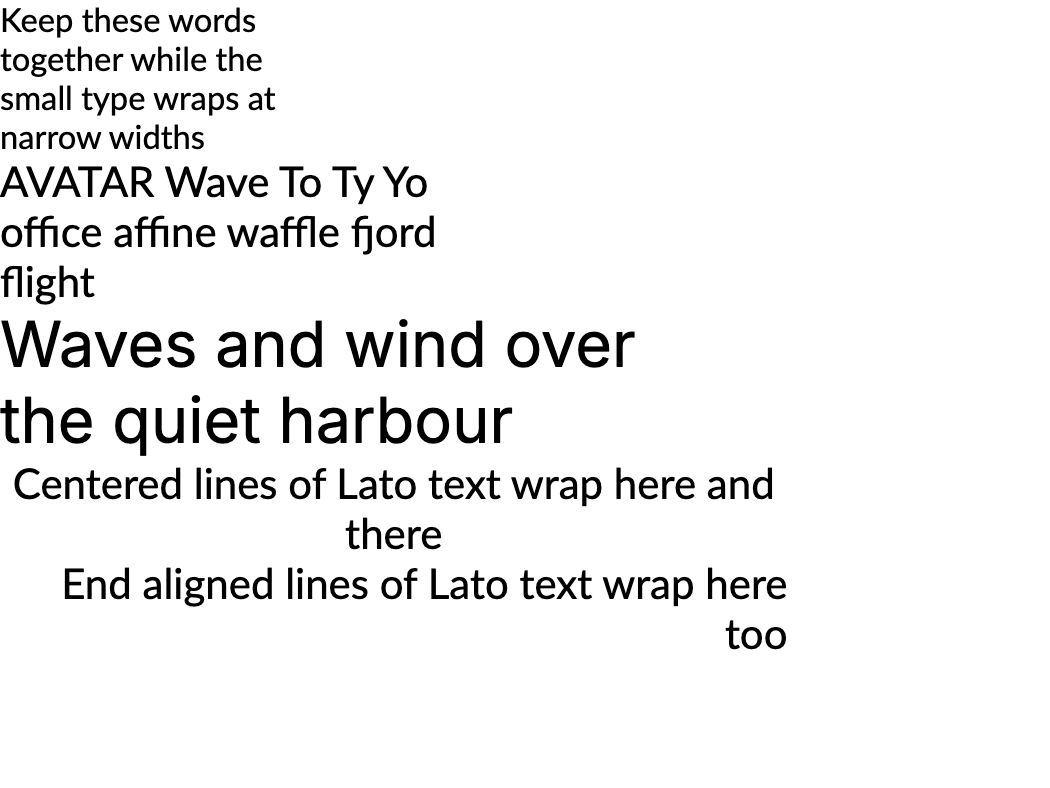 Keep these words
together while the
small type wraps at
narrow widths
AVATAR Wave To Ty Yo
office affine waffle fjord
flight
Waves and wind over
the quiet harbour
Centered lines of Lato text wrap here and
there
End aligned lines of Lato text wrap here
too